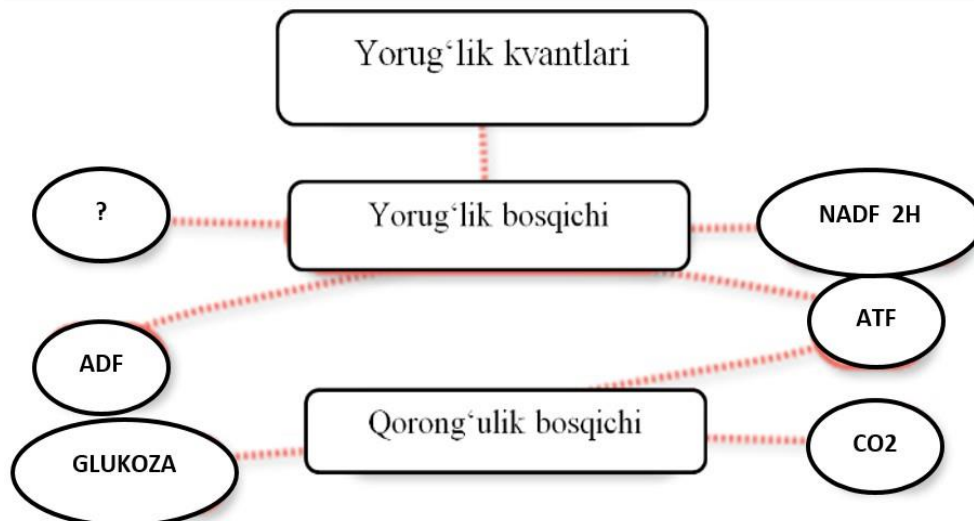 Yorug‘lik kvantlari
?
Yorug‘lik bosqichi
NADF 2H
ADF
ATF
Qorong‘ulik bosqichi
GLUKOZA
CO2